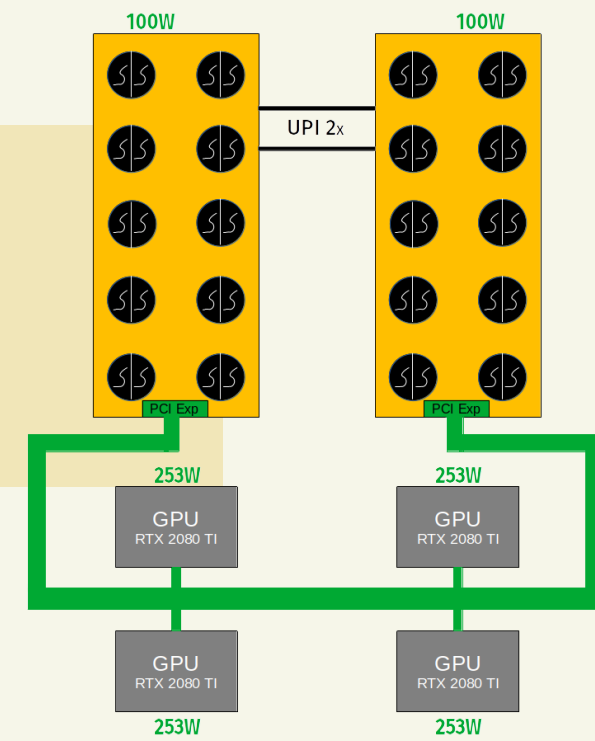 100W
100W
UPI 2x
PCI Exp
PCI Exp
253W
253W
GPU
RTX 2080 TI
GPU
RTX 2080 TI
GPU
RTX 2080 TI
GPU
RTX 2080 TI
253W
253W